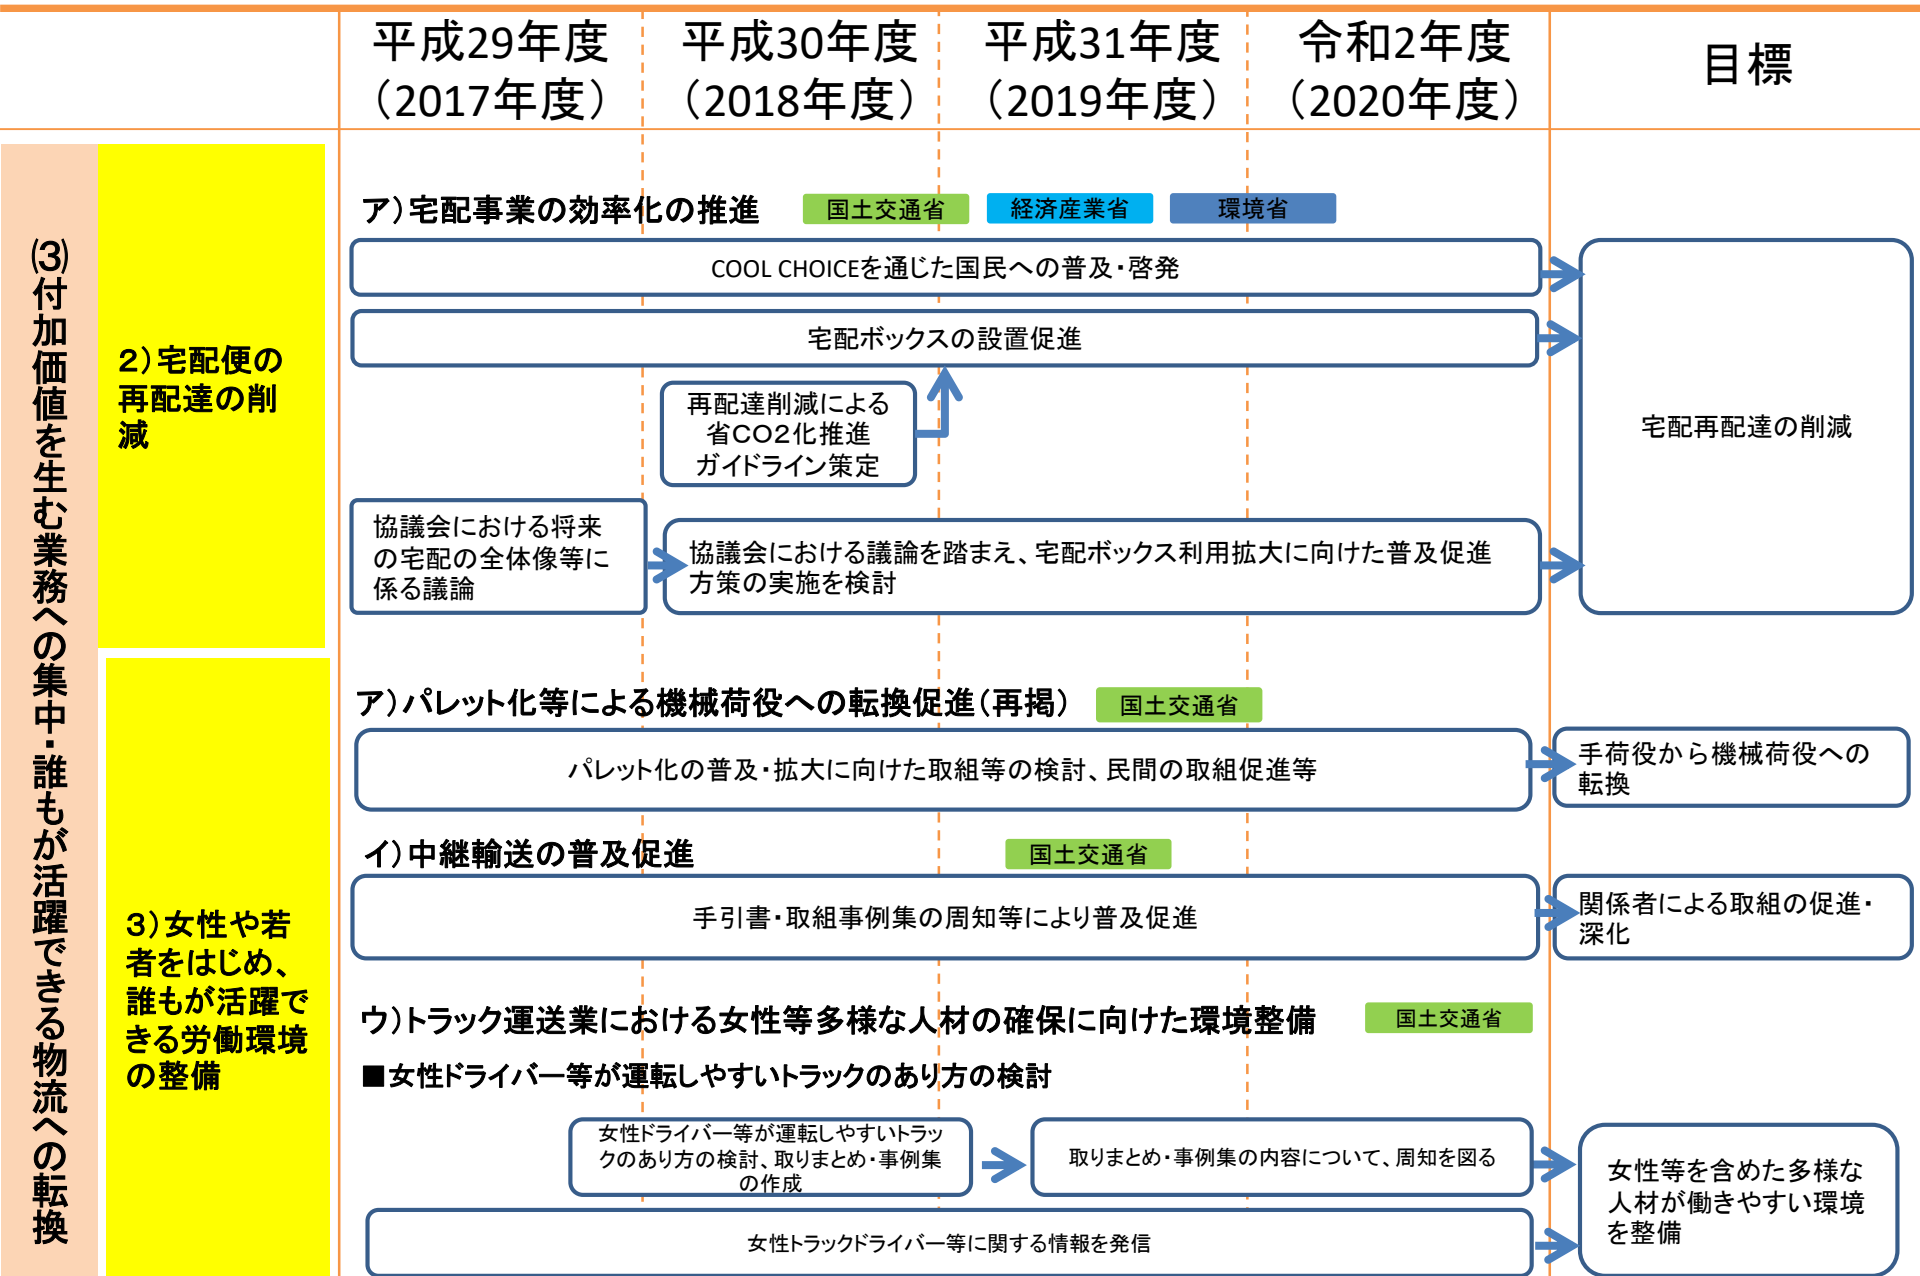 平成29年度
（2017年度）
平成30年度
（2018年度）
平成31年度
（2019年度）
令和2年度
（2020年度）
目標
(3)付加価値を生む業務への集中・誰もが活躍できる物流への転換
２）宅配便の
再配達の削
減
ア）宅配事業の効率化の推進
国土交通省
経済産業省
環境省
COOL CHOICEを通じた国民への普及・啓発
宅配ボックスの設置促進
再配達削減による
省CO２化推進
ガイドライン策定
協議会における将来
の宅配の全体像等に
係る議論
協議会における議論を踏まえ、宅配ボックス利用拡大に向けた普及促進
方策の実施を検討
宅配再配達の削減
３）女性や若
者をはじめ、
誰もが活躍で
きる労働環境
の整備
ア）パレット化等による機械荷役への転換促進（再掲）
国土交通省
パレット化の普及・拡大に向けた取組等の検討、民間の取組促進等
手荷役から機械荷役への
転換
イ）中継輸送の普及促進
国土交通省
手引書・取組事例集の周知等により普及促進
関係者による取組の促進・
深化
ウ）トラック運送業における女性等多様な人材の確保に向けた環境整備
国土交通省
■女性ドライバー等が運転しやすいトラックのあり方の検討
女性ドライバー等が運転しやすいトラッ
クのあり方の検討、取りまとめ・事例集
の作成
取りまとめ・事例集の内容について、周知を図る
女性トラックドライバー等に関する情報を発信
女性等を含めた多様な
人材が働きやすい環境
を整備